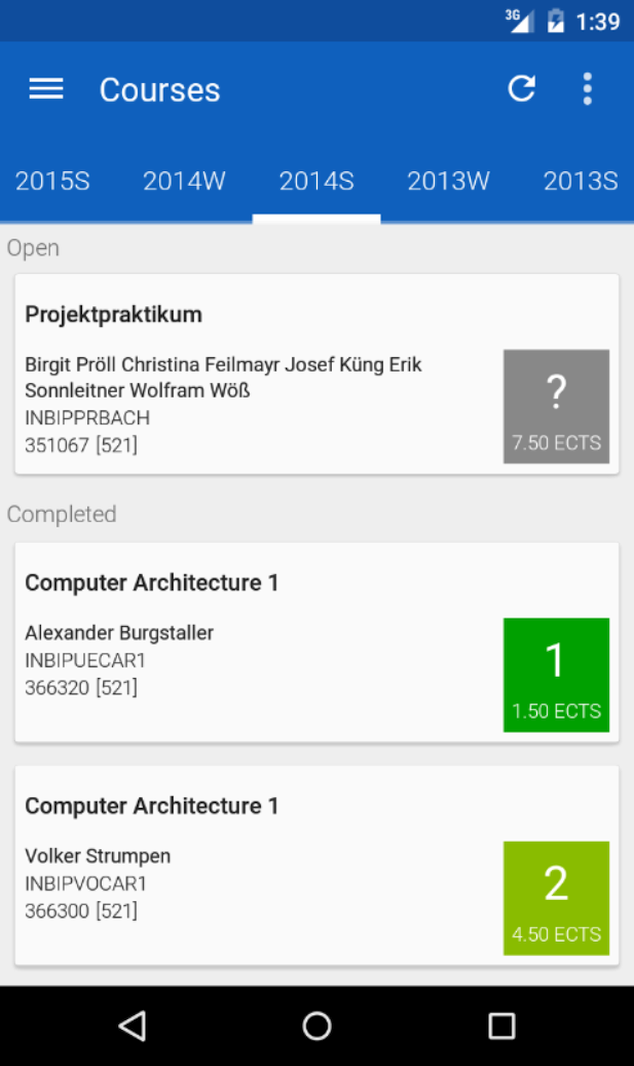 3G 1:39
Courses
2015S 2014W 2014S 2013W 2013S
Open
Projektpraktikum
Birgit Pröll Christina Feilmayr Josef Küng Erik
Sonnleitner Wolfram Wöß
INBIPPRBACH
351067 [521]
?
7.50 ECTS
Completed
Computer Architecture 1
Alexander Burgstaller
INBIPUECAR1
366320 [521]
1
1.50 ECTS
Computer Architecture 1
Volker Strumpen
INBIPVOCAR1
366300 [521]
2
4.50 ECTS